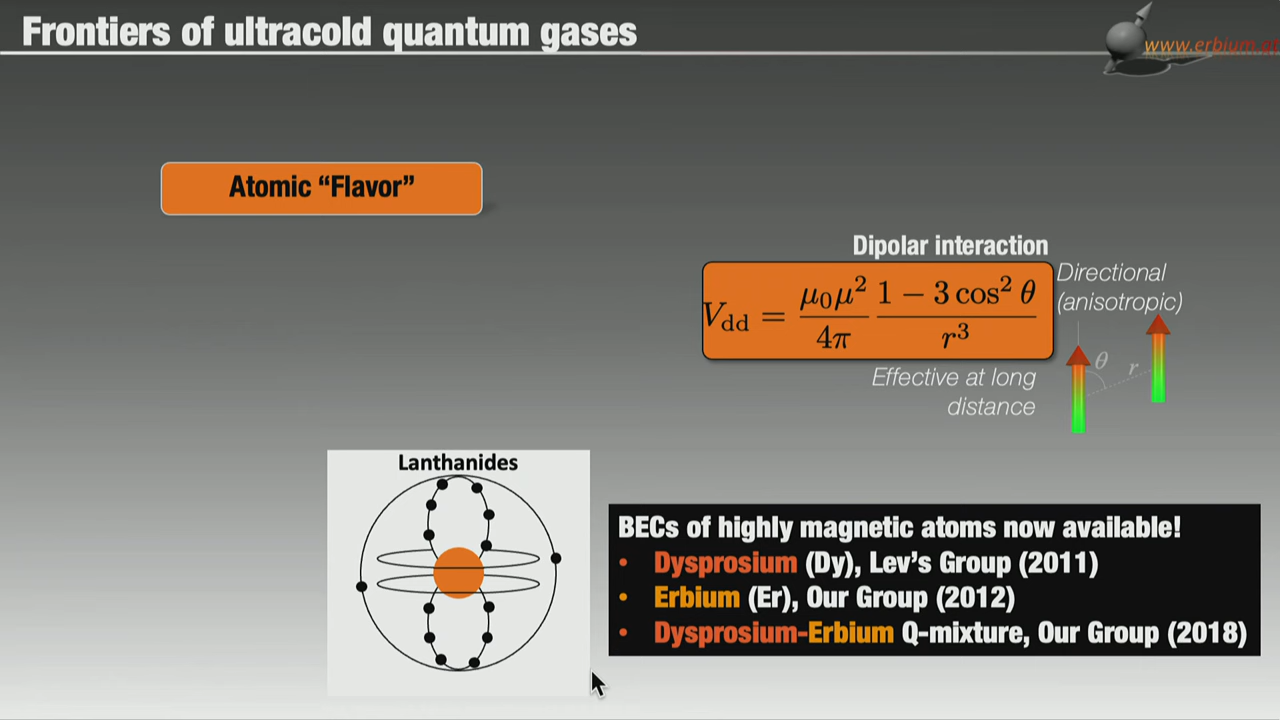 Frontiers of ultracold quantum gases
www.erbium.at
Atomic “Flavor”
Dipolar interaction
V_dd = μ₀μ²/4π (1 − 3 cos² θ)/r³
Directional
(anisotropic)
θ r
Effective at long
distance
Lanthanides
BECs of highly magnetic atoms now available!
• Dysprosium (Dy), Lev’s Group (2011)
• Erbium (Er), Our Group (2012)
• Dysprosium-Erbium Q-mixture, Our Group (2018)